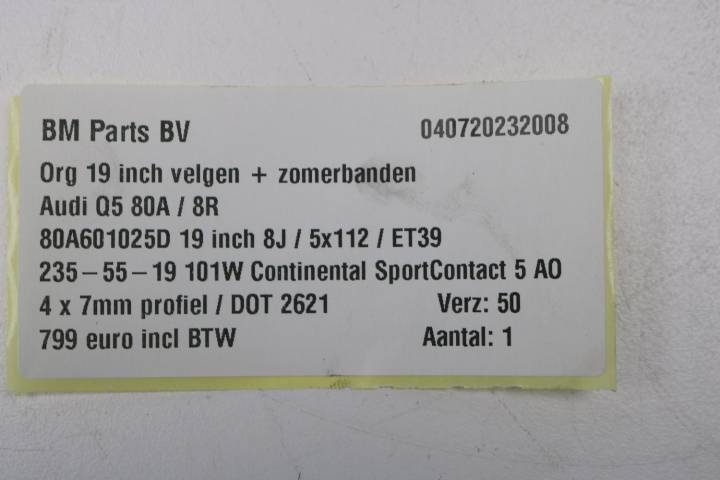 BM Parts BV 040720232008
Org 19 inch velgen + zomerbanden
Audi Q5 80A / 8R
80A601025D 19 inch 8J / 5x112 / ET39
235-55-19 101W Continental SportContact 5 AO
4 x 7mm profiel / DOT 2621 Verz: 50
799 euro incl BTW Aantal: 1